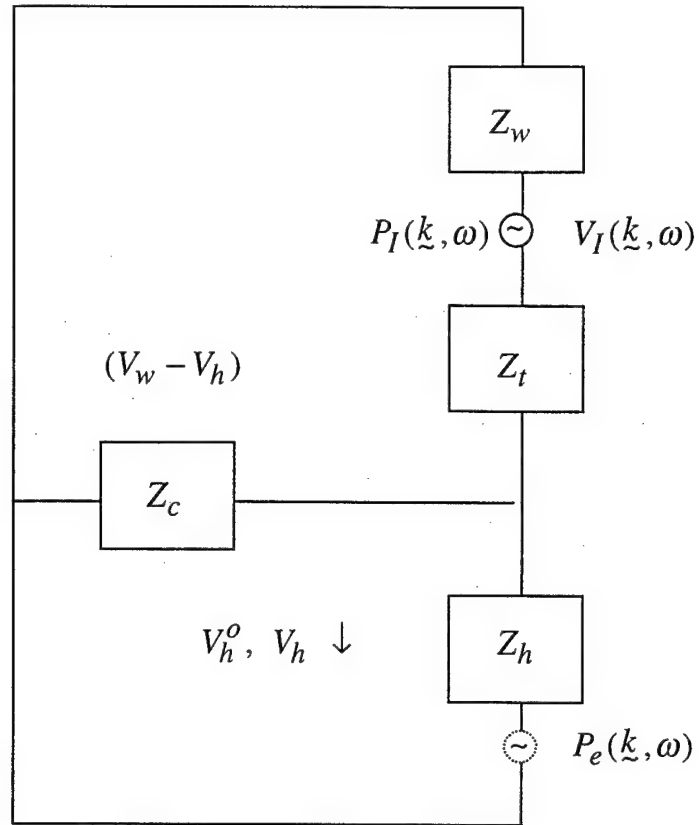 Z_w
P_I(k̰, ω) ~ V_I(k̰, ω)
Z_t
(V_w − V_h)
Z_c
V_h^o, V_h ↓
Z_h
~ P_e(k̰, ω)